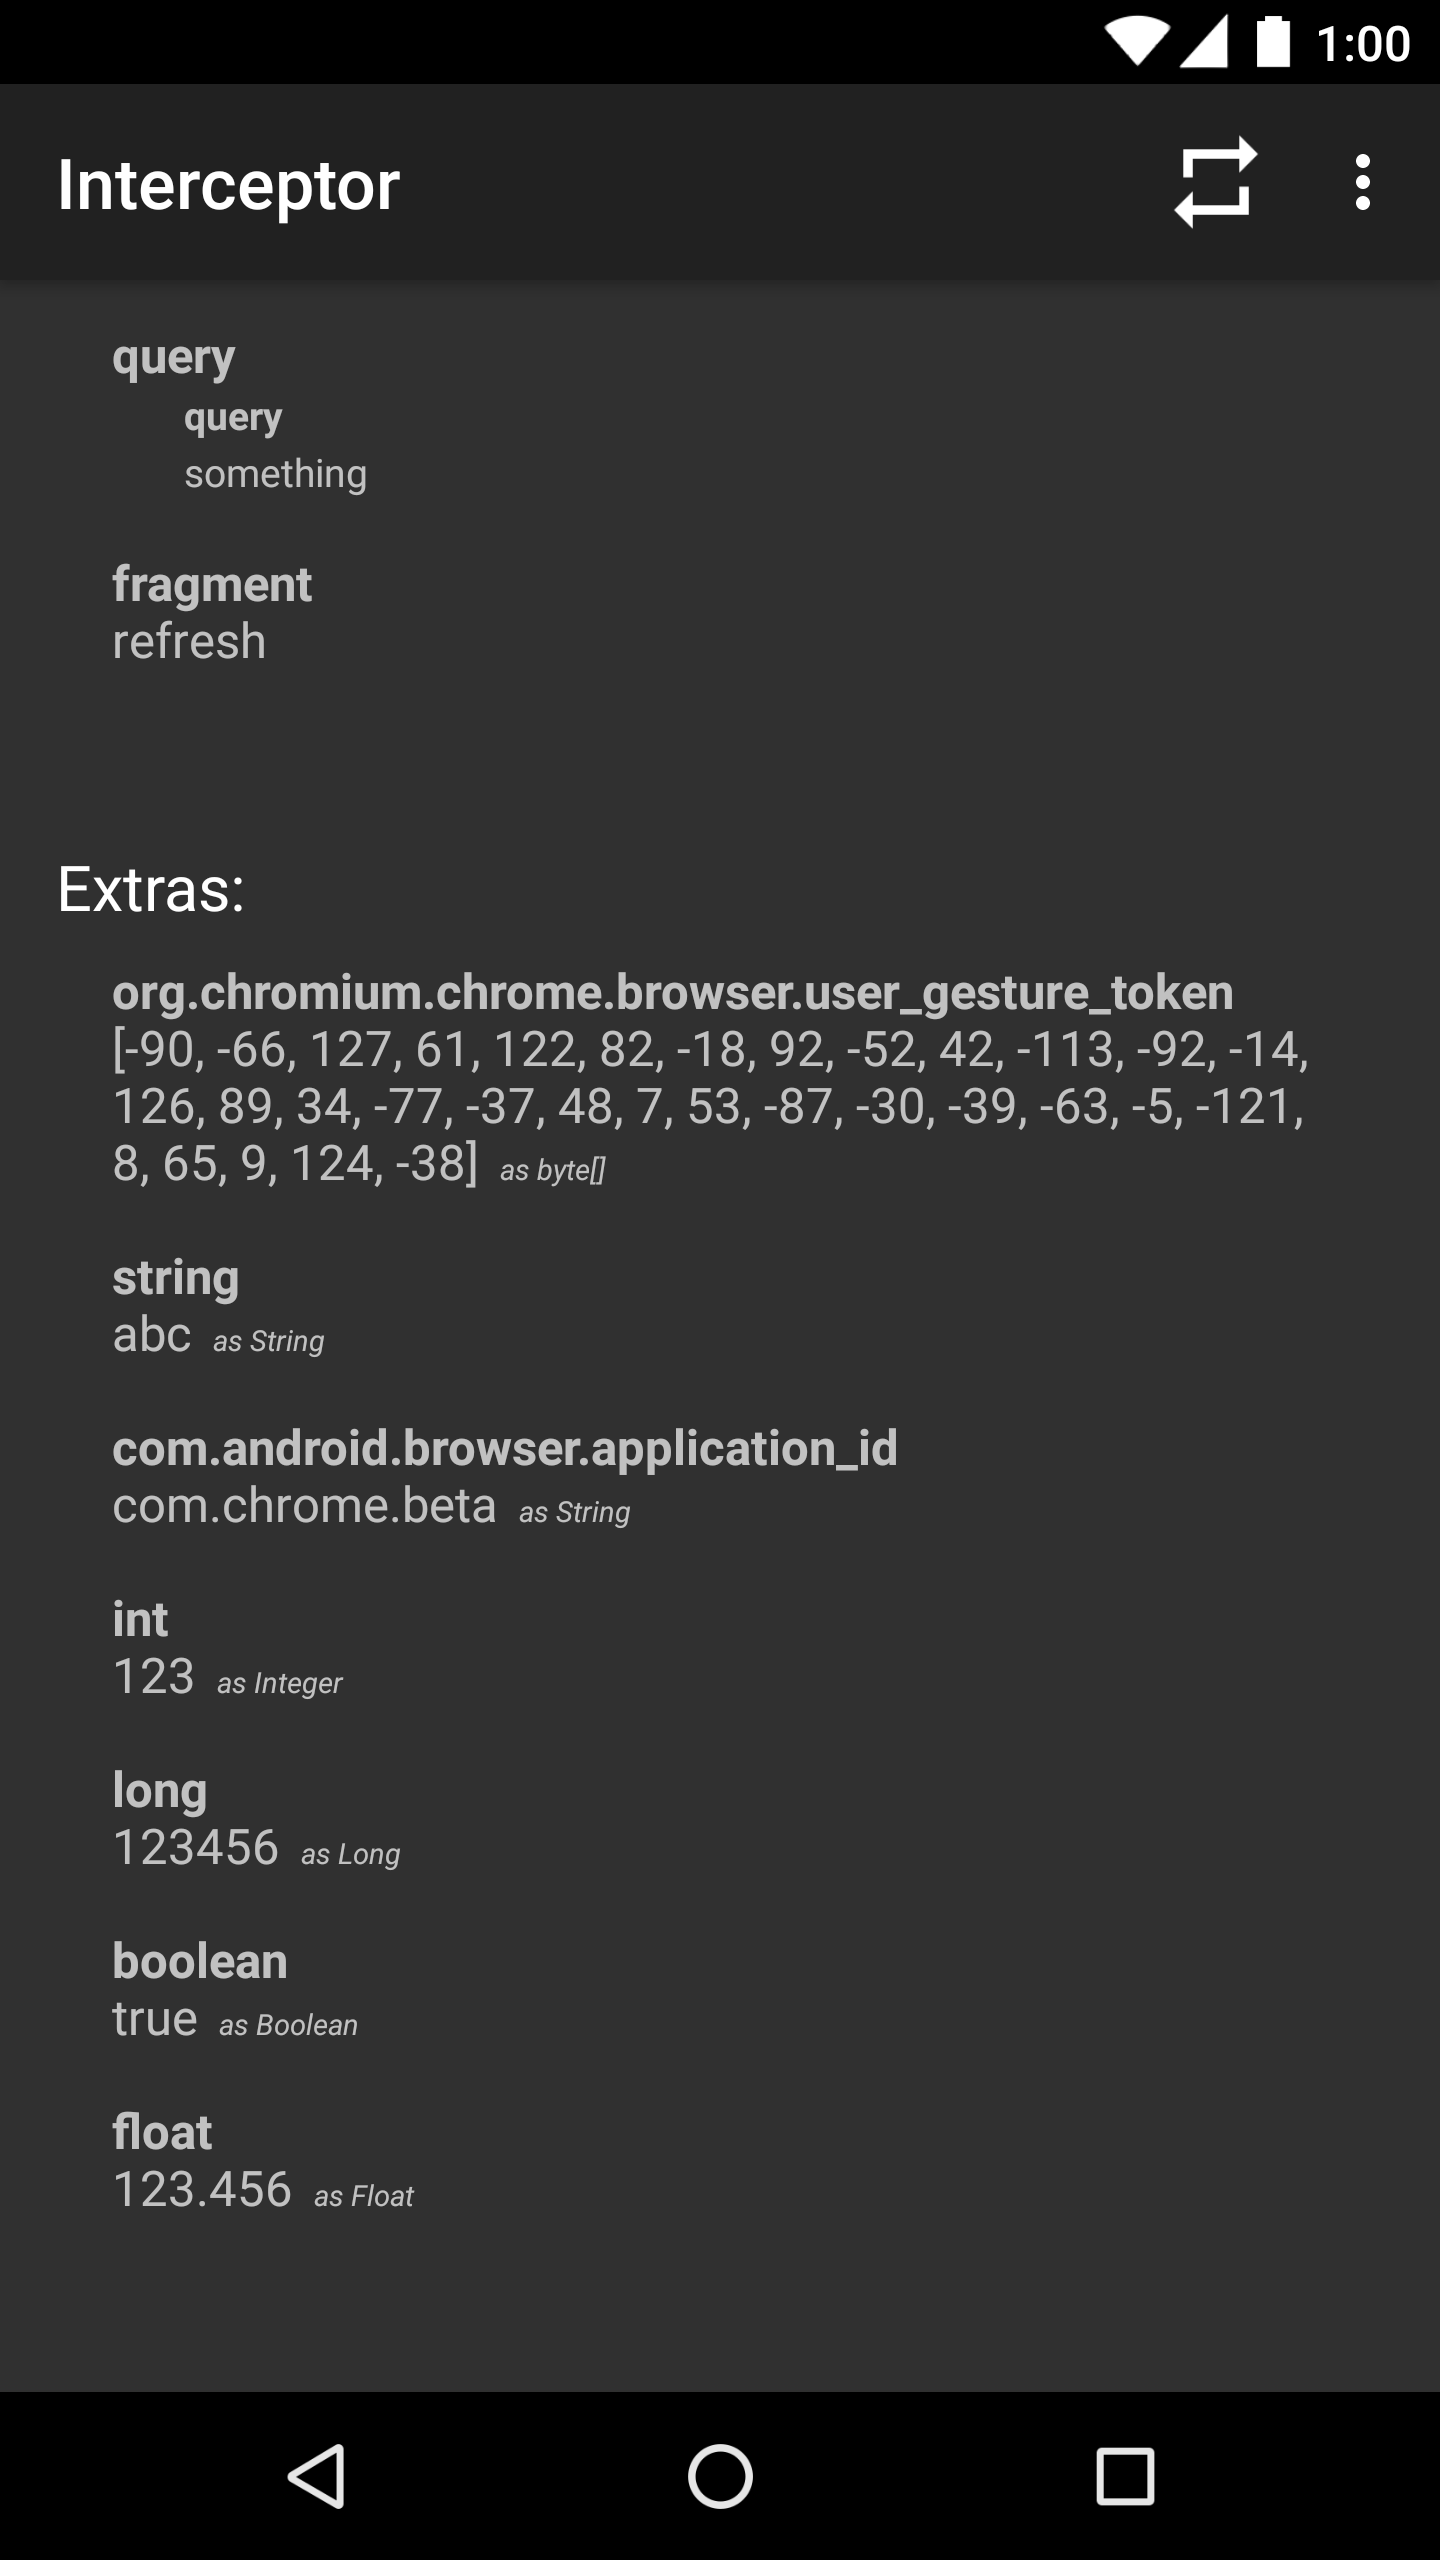 1:00
Interceptor
query
query
something
fragment
refresh
Extras:
org.chromium.chrome.browser.user_gesture_token
[-90, -66, 127, 61, 122, 82, -18, 92, -52, 42, -113, -92, -14,
126, 89, 34, -77, -37, 48, 7, 53, -87, -30, -39, -63, -5, -121,
8, 65, 9, 124, -38] as byte[]
string
abc as String
com.android.browser.application_id
com.chrome.beta as String
int
123 as Integer
long
123456 as Long
boolean
true as Boolean
float
123.456 as Float